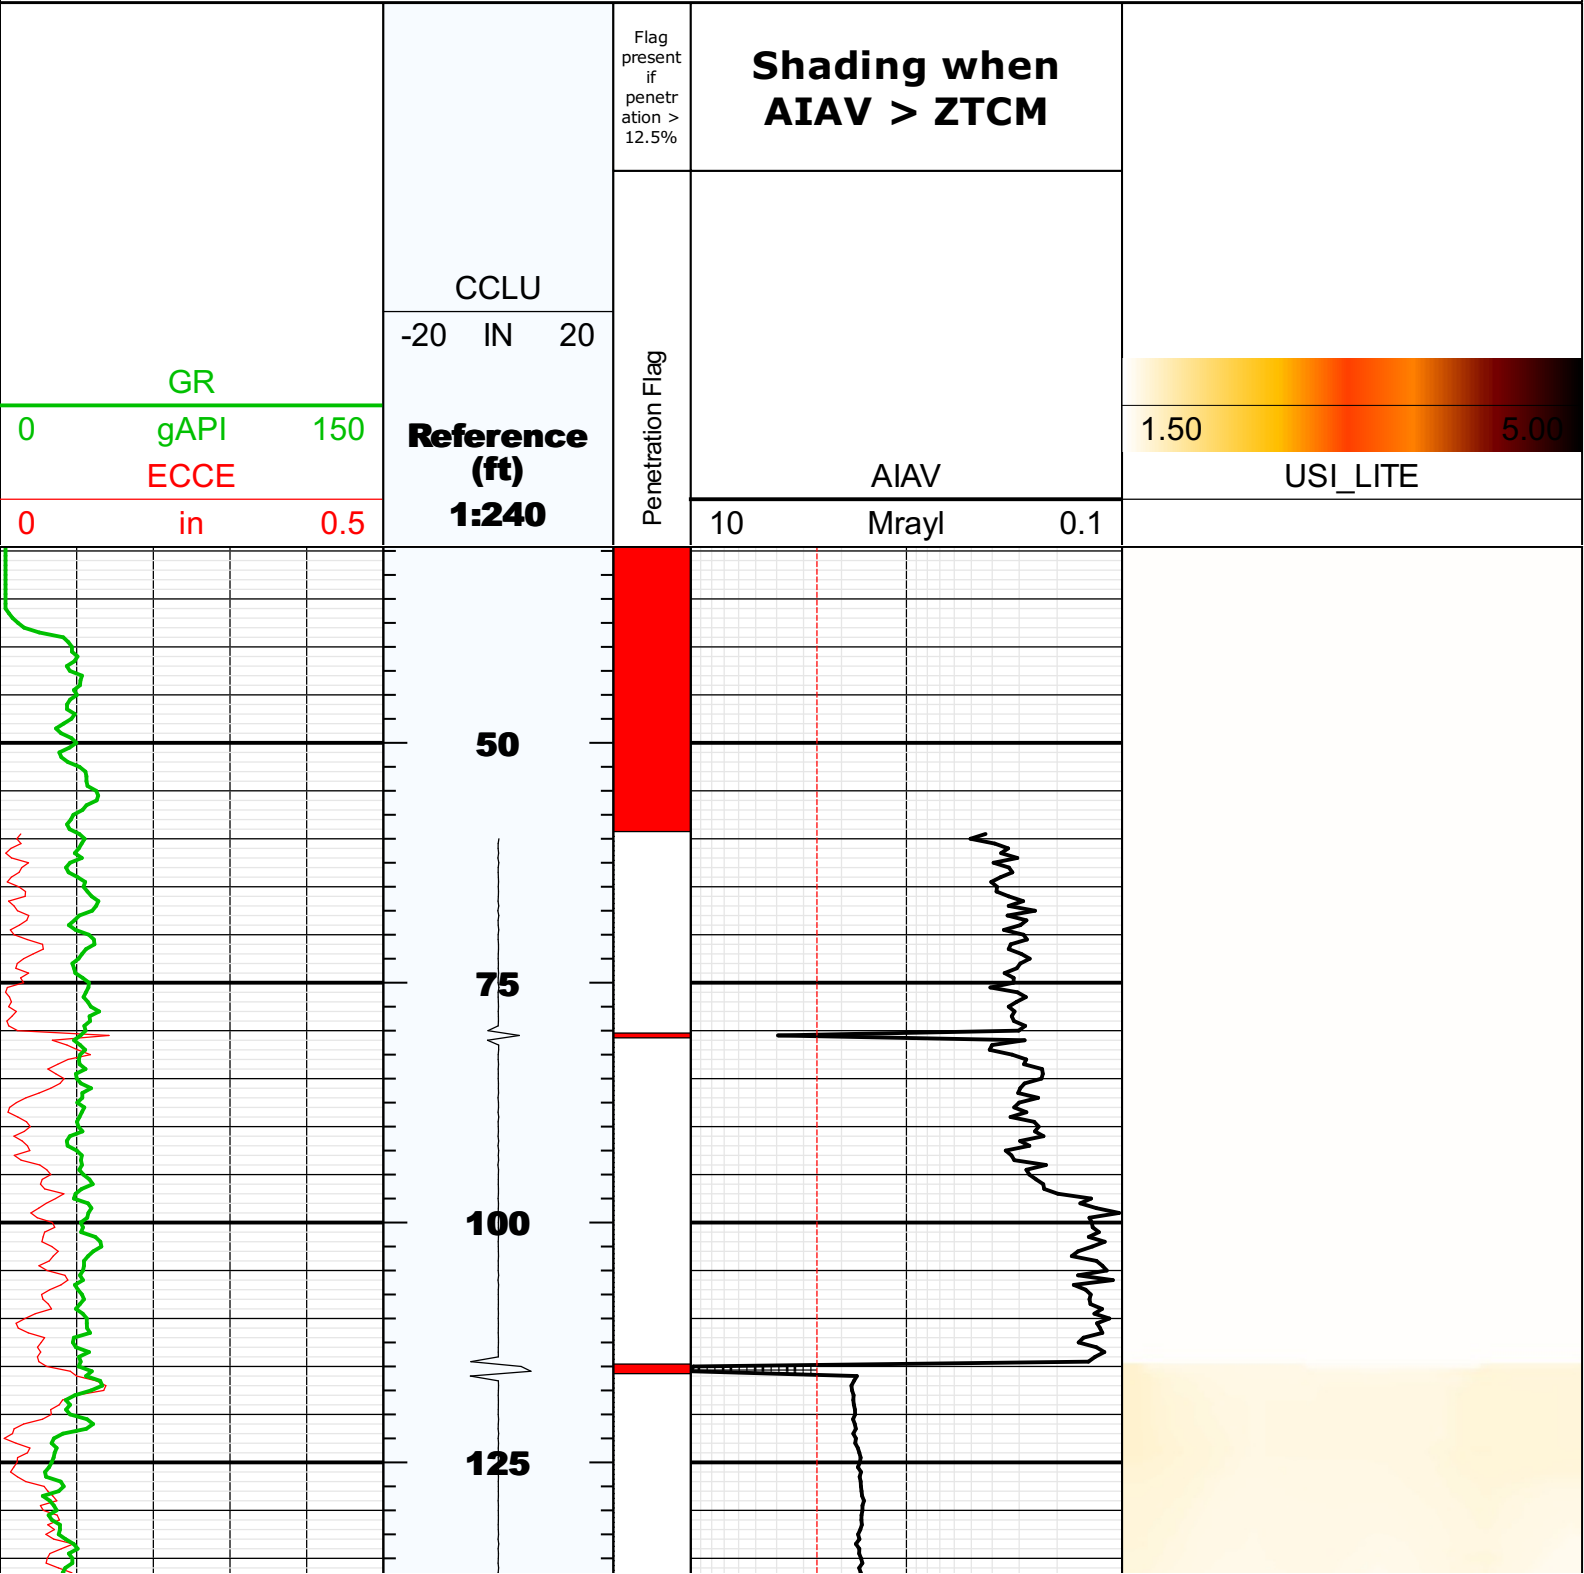 Flag
present
if
penetr
ation >
12.5%
Shading when
AIAV > ZTCM
CCLU
-20 IN 20
GR
0 gAPI 150
ECCE
0 in 0.5
Reference
(ft)
1:240
Penetration Flag
AIAV
10 Mrayl 0.1
1.50 5.00
USI_LITE
50
75
100
125